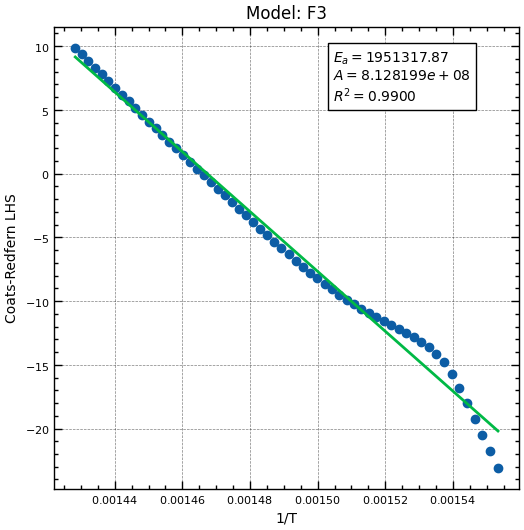 Model: F3
E_a = 1951317.87
A = 8.128199e + 08
R² = 0.9900
Coats-Redfern LHS
10
5
0
−5
−10
−15
−20
0.00144 0.00146 0.00148 0.00150 0.00152 0.00154
1/T